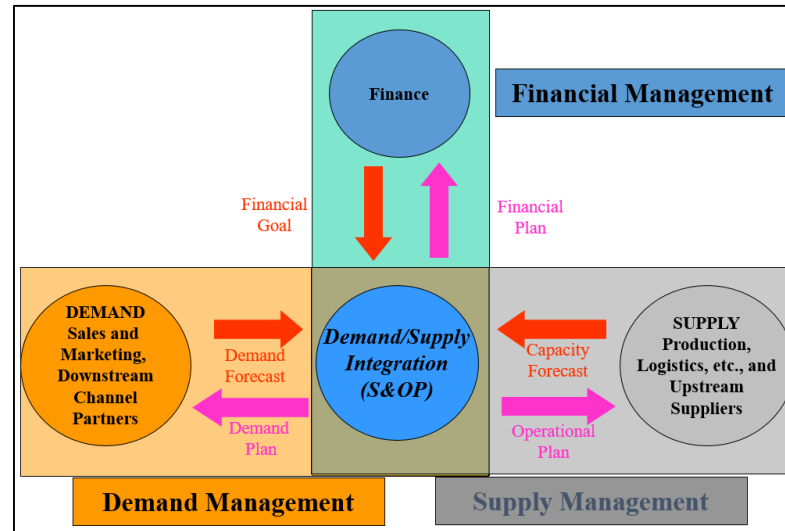 Finance
Financial Management
Financial
Goal
Financial
Plan
DEMAND
Sales and
Marketing,
Downstream
Channel
Partners
Demand
Forecast
Demand
Plan
Demand/Supply
Integration
(S&OP)
Capacity
Forecast
Operational
Plan
SUPPLY
Production,
Logistics, etc., and
Upstream
Suppliers
Demand Management
Supply Management